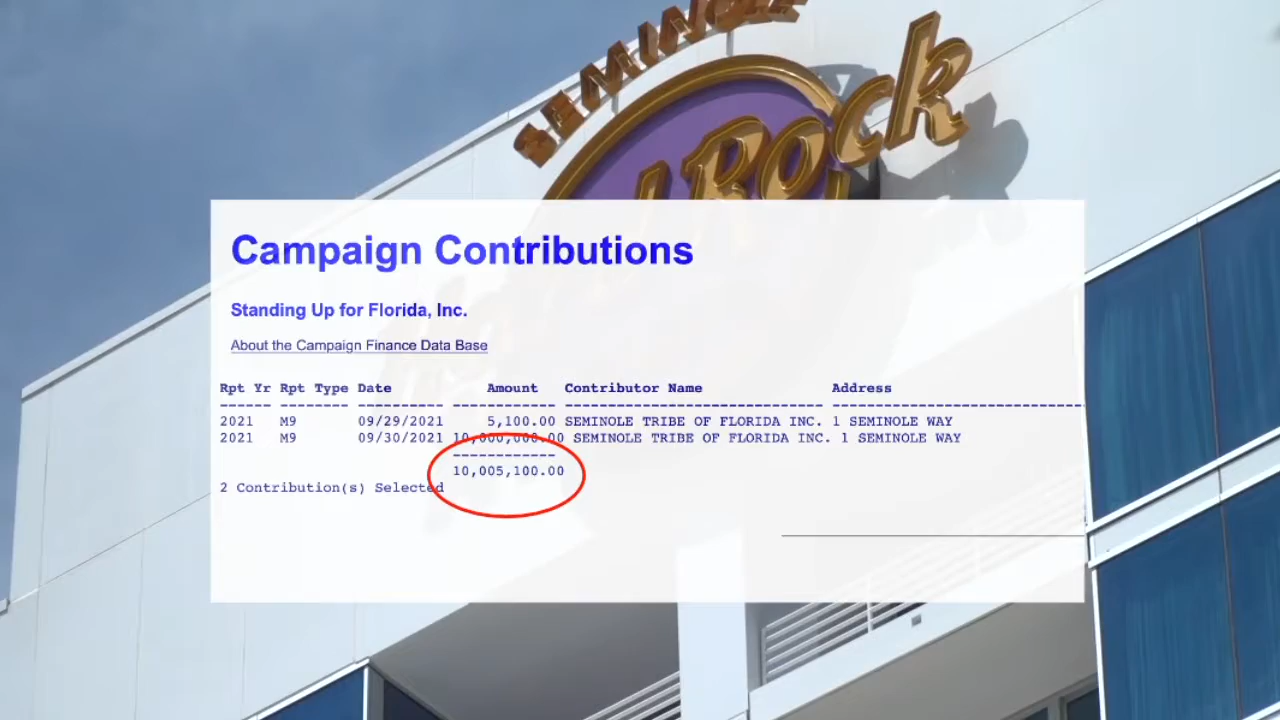 SEMINOLE
Rock
Campaign Contributions
Standing Up for Florida, Inc.
About the Campaign Finance Data Base
Rpt Yr Rpt Type Date Amount Contributor Name Address
------ -------- ---------- ------------ ------------------------------ ------------------------------
2021 M9 09/29/2021 5,100.00 SEMINOLE TRIBE OF FLORIDA INC. 1 SEMINOLE WAY
2021 M9 09/30/2021 10,000,000.00 SEMINOLE TRIBE OF FLORIDA INC. 1 SEMINOLE WAY
------------
10,005,100.00
2 Contribution(s) Selected